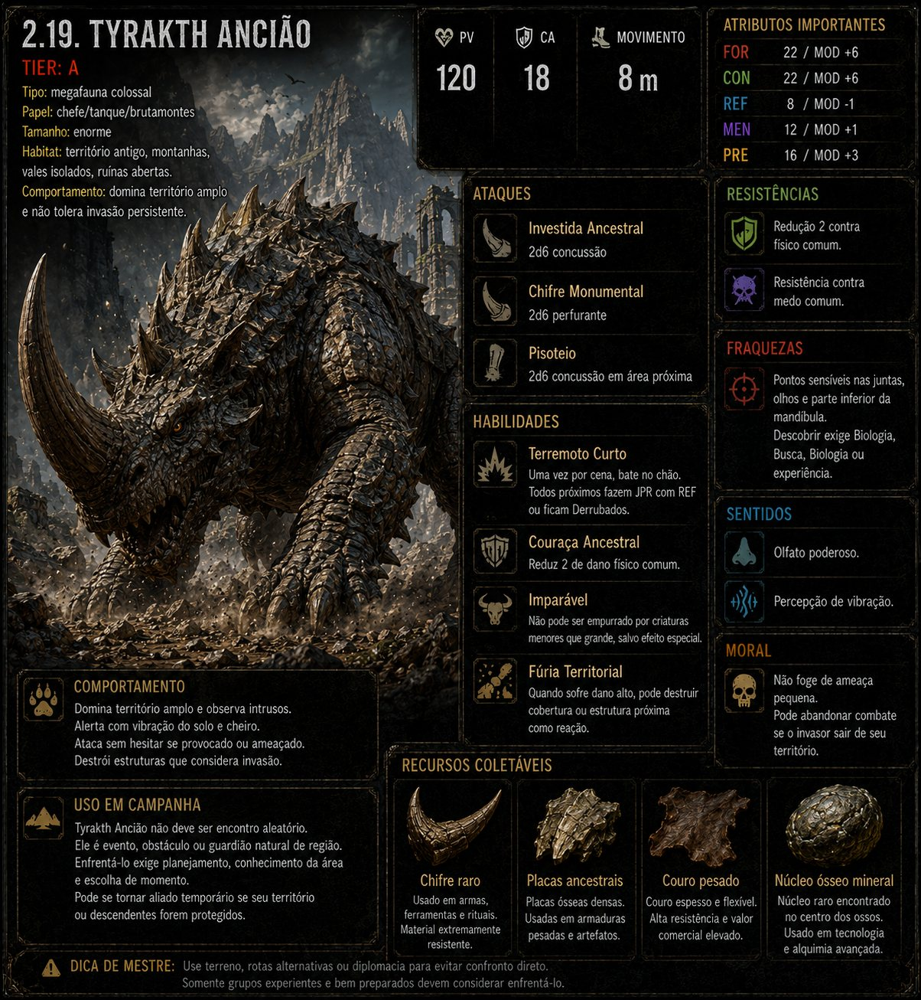 2.19. TYRAKTH ANCIÃO
TIER: A
Tipo: megafauna colossal
Papel: chefe/tanque/brutamontes
Tamanho: enorme
Habitat: território antigo, montanhas,
vales isolados, ruínas abertas.
Comportamento: domina território amplo
e não tolera invasão persistente.
PV
120
CA
18
MOVIMENTO
8 m
ATRIBUTOS IMPORTANTES
FOR 22 / MOD +6
CON 22 / MOD +6
REF 8 / MOD -1
MEN 12 / MOD +1
PRE 16 / MOD +3
ATAQUES
Investida Ancestral
2d6 concussão
Chifre Monumental
2d6 perfurante
Pisoteio
2d6 concussão em área próxima
HABILIDADES
Terremoto Curto
Uma vez por cena, bate no chão.
Todos próximos fazem JPR com REF
ou ficam Derrubados.
Couraça Ancestral
Reduz 2 de dano físico comum.
Imparável
Não pode ser empurrado por criaturas
menores que grande, salvo efeito especial.
Fúria Territorial
Quando sofre dano alto, pode destruir
cobertura ou estrutura próxima
como reação.
RESISTÊNCIAS
Redução 2 contra
físico comum.
Resistência contra
medo comum.
FRAQUEZAS
Pontos sensíveis nas juntas,
olhos e parte inferior da
mandíbula.
Descobrir exige Biologia,
Busca, Biologia ou
experiência.
SENTIDOS
Olfato poderoso.
Percepção de vibração.
MORAL
Não foge de ameaça
pequena.
Pode abandonar combate
se o invasor sair de seu
território.
COMPORTAMENTO
Domina território amplo e observa intrusos.
Alerta com vibração do solo e cheiro.
Ataca sem hesitar se provocado ou ameaçado.
Destrói estruturas que considera invasão.
USO EM CAMPANHA
Tyrakth Ancião não deve ser encontro aleatório.
Ele é evento, obstáculo ou guardião natural de região.
Enfrentá-lo exige planejamento, conhecimento da área
e escolha de momento.
Pode se tornar aliado temporário se seu território
ou descendentes forem protegidos.
RECURSOS COLETÁVEIS
Chifre raro
Usado em armas,
ferramentas e rituais.
Material extremamente
resistente.
Placas ancestrais
Placas ósseas densas.
Usadas em armaduras
pesadas e artefatos.
Couro pesado
Couro espesso e flexível.
Alta resistência e valor
comercial elevado.
Núcleo ósseo mineral
Núcleo raro encontrado
no centro dos ossos.
Usado em tecnologia
e alquimia avançada.
DICA DE MESTRE: Use terreno, rotas alternativas ou diplomacia para evitar confronto direto.
Somente grupos experientes e bem preparados devem considerar enfrentá-lo.